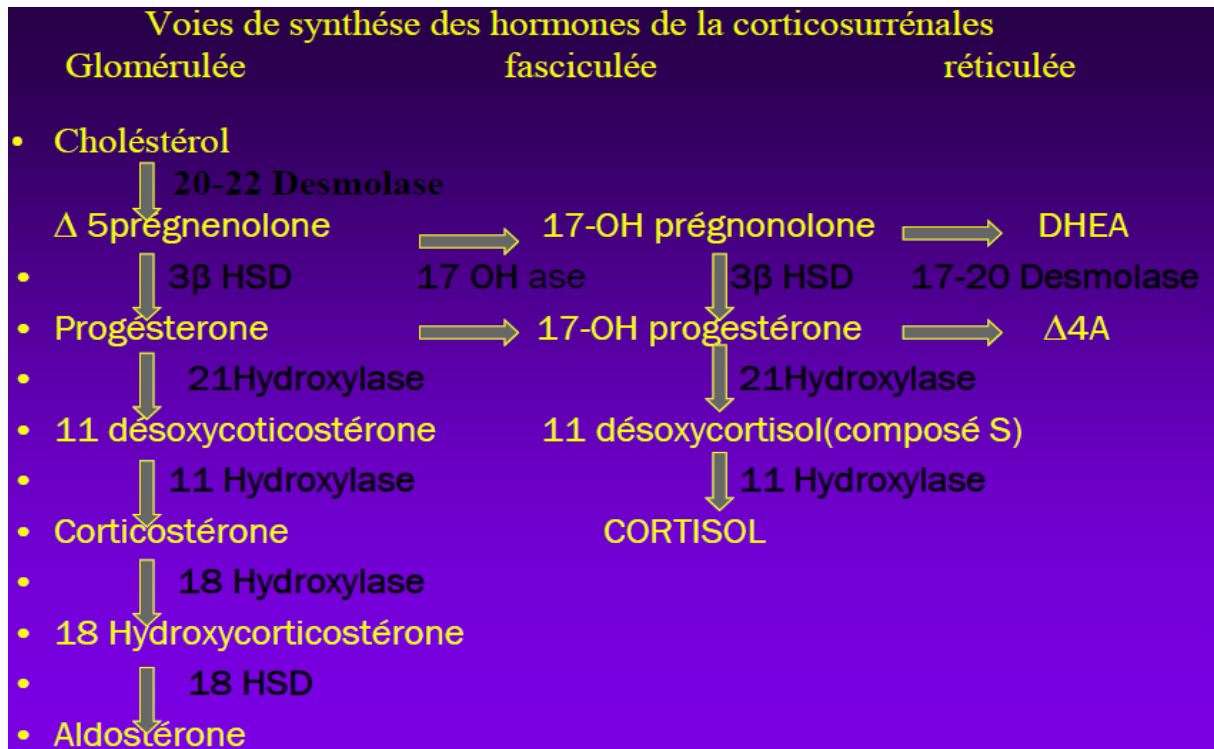 Voies de synthése des hormones de la corticosurrénales
Glomérulée fasciculée réticulée
• Choléstérol
20-22 Desmolase
Δ 5prégnenolone 17-OH prégnonolone DHEA
• 3β HSD 17 OH ase 3β HSD 17-20 Desmolase
• Progésterone 17-OH progestérone Δ4A
• 21Hydroxylase 21Hydroxylase
• 11 désoxycoticostérone 11 désoxycortisol(composé S)
• 11 Hydroxylase 11 Hydroxylase
• Corticostérone CORTISOL
• 18 Hydroxylase
• 18 Hydroxycorticostérone
• 18 HSD
• Aldostérone